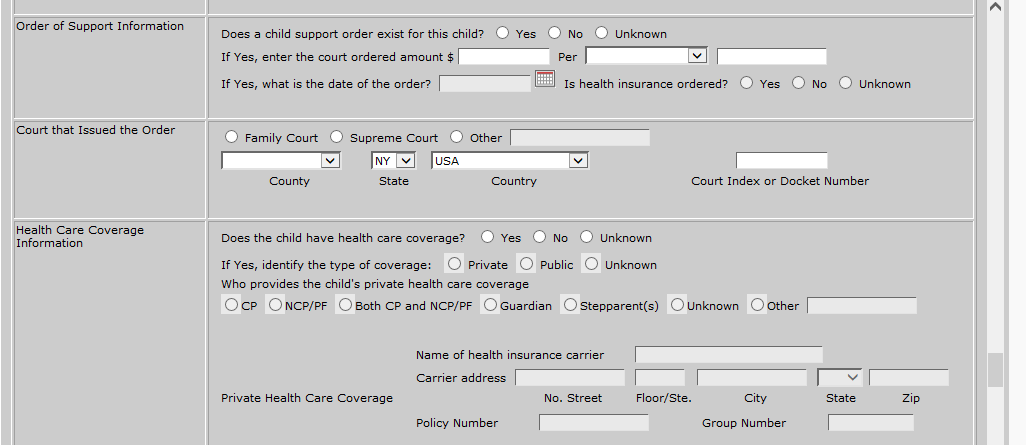 Order of Support Information
Does a child support order exist for this child? Yes No Unknown
If Yes, enter the court ordered amount $ Per
If Yes, what is the date of the order? Is health insurance ordered? Yes No Unknown
Court that Issued the Order
Family Court Supreme Court Other
NY USA
County State Country Court Index or Docket Number
Health Care Coverage
Information
Does the child have health care coverage? Yes No Unknown
If Yes, identify the type of coverage: Private Public Unknown
Who provides the child's private health care coverage
CP NCP/PF Both CP and NCP/PF Guardian Stepparent(s) Unknown Other
Name of health insurance carrier
Carrier address
Private Health Care Coverage No. Street Floor/Ste. City State Zip
Policy Number Group Number